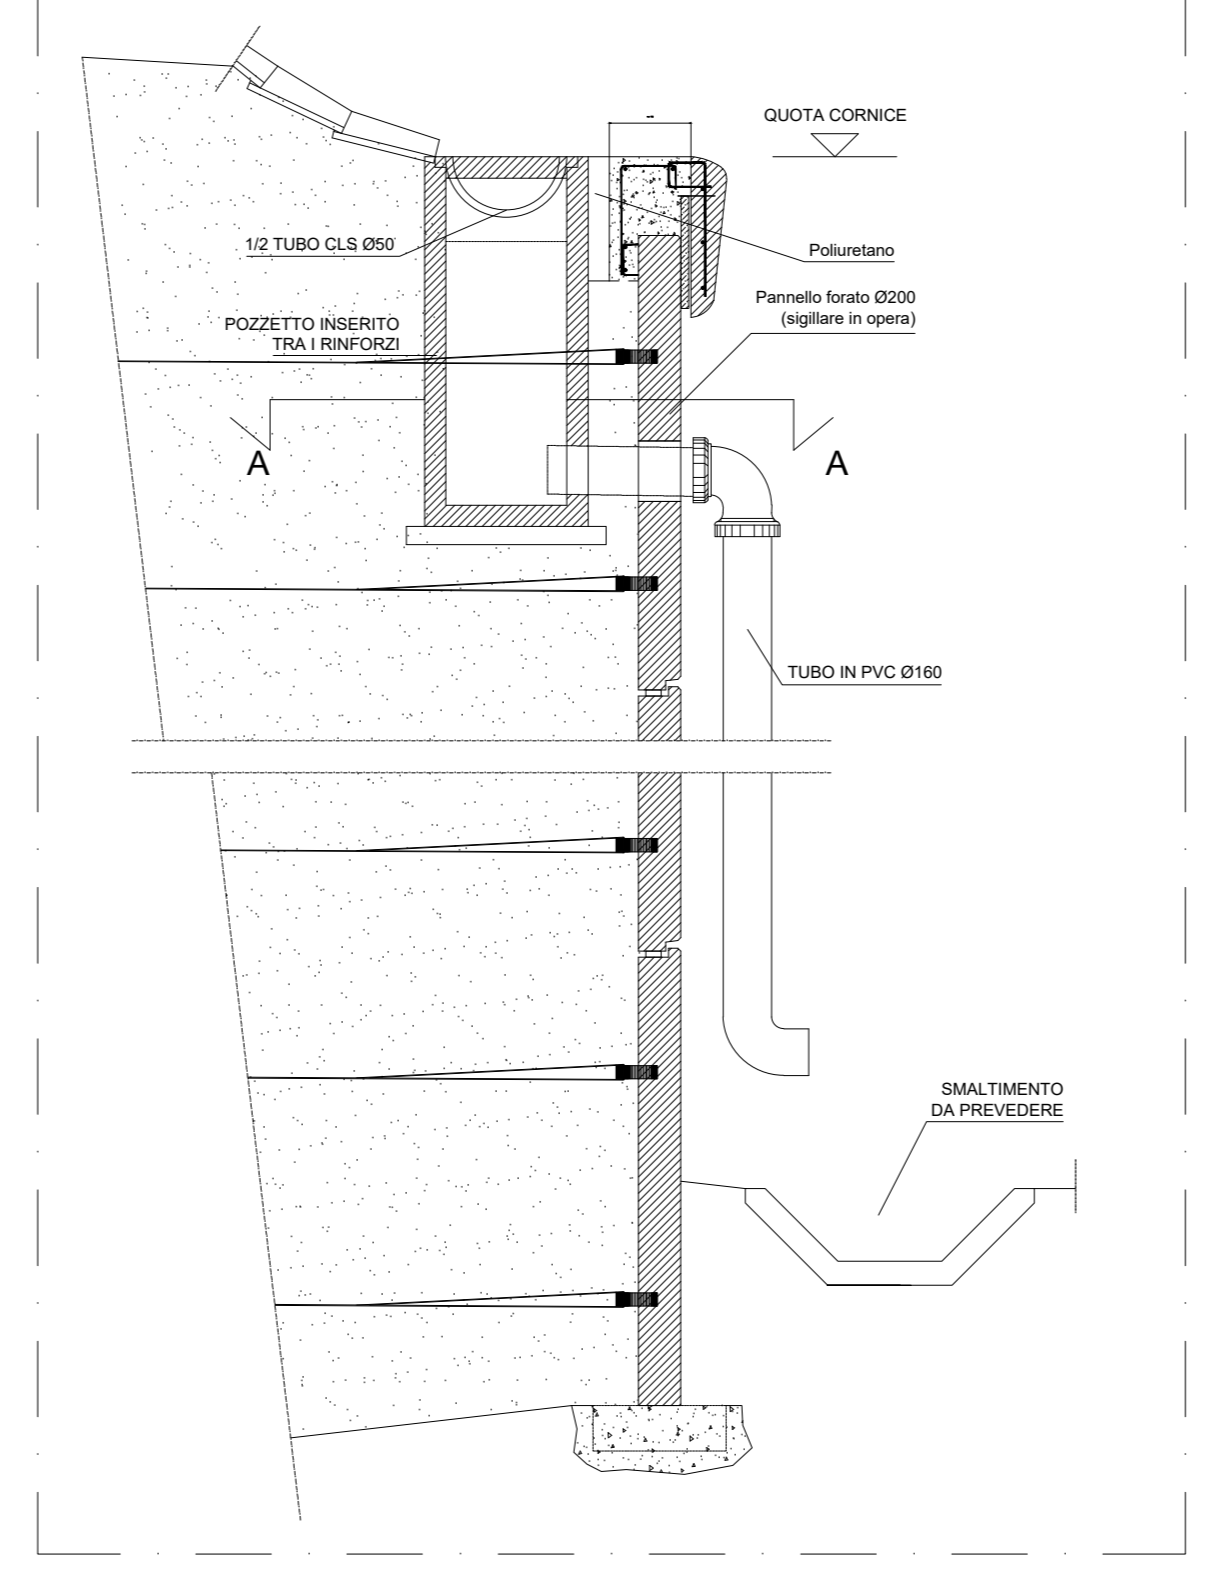 QUOTA CORNICE
1/2 TUBO CLS Ø50
Poliuretano
Pannello forato Ø200
(sigillare in opera)
POZZETTO INSERITO
TRA I RINFORZI
A
A
TUBO IN PVC Ø160
SMALTIMENTO
DA PREVEDERE